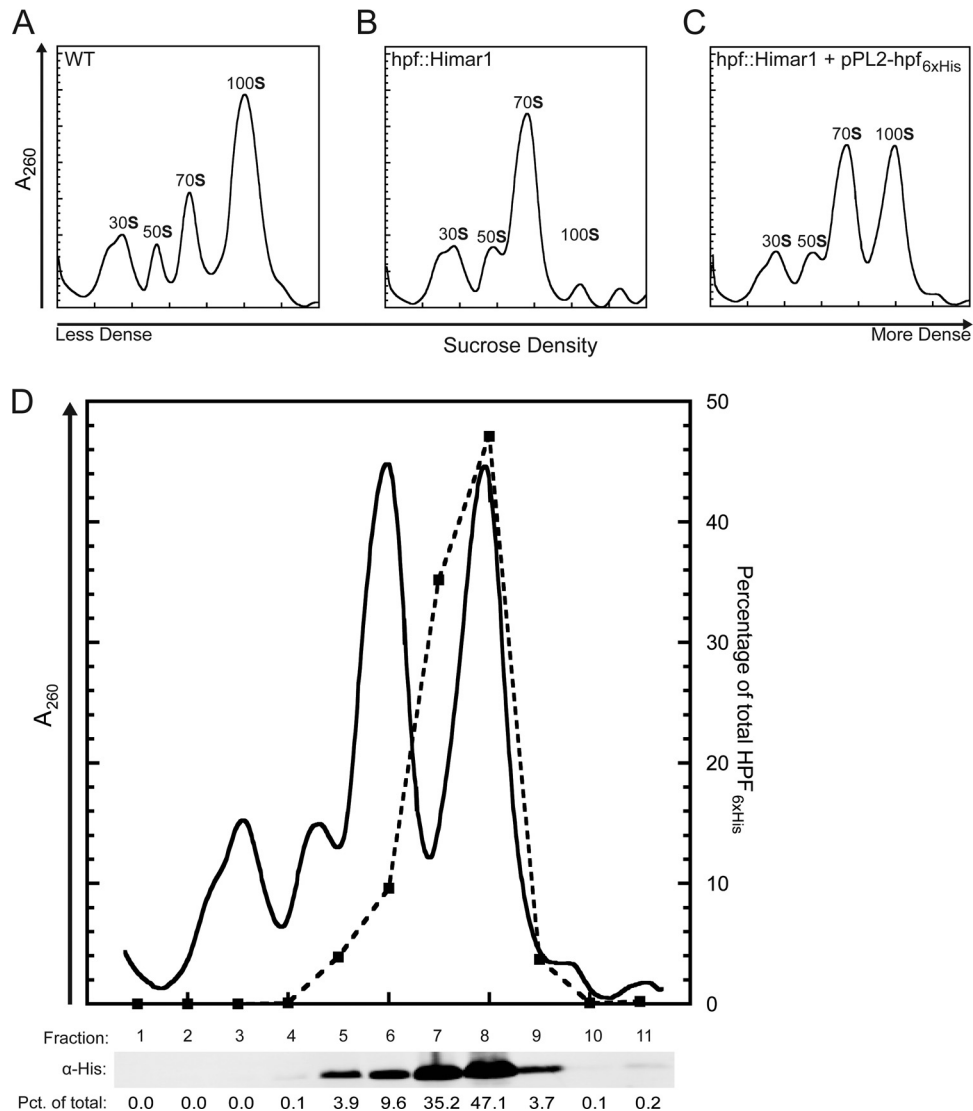 A
B
C
WT
hpf::Himar1
hpf::Himar1 + pPL2-hpf6xHis
A260
30S
50S
70S
100S
30S
50S
70S
100S
30S
50S
70S
100S
Less Dense
Sucrose Density
More Dense
D
A260
50
40
30
20
10
0
Percentage of total HPF6xHis
Fraction: 1 2 3 4 5 6 7 8 9 10 11
α-His:
Pct. of total: 0.0 0.0 0.0 0.1 3.9 9.6 35.2 47.1 3.7 0.1 0.2